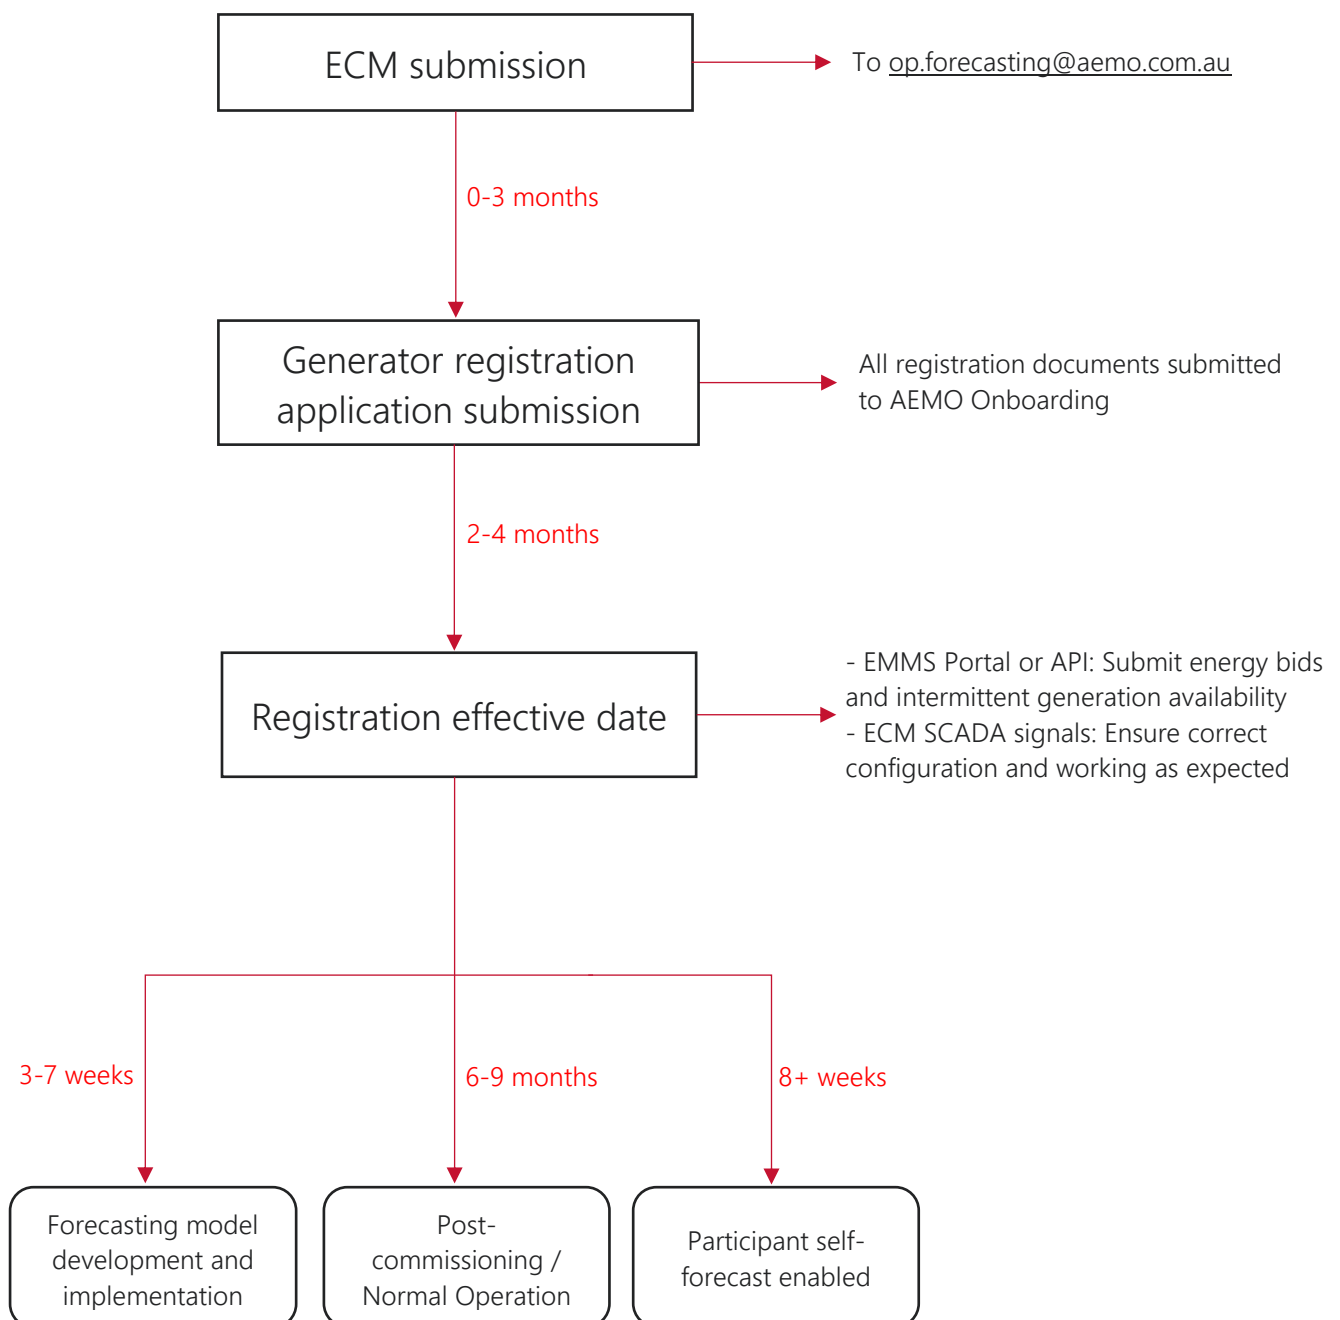 ECM submission
To op.forecasting@aemo.com.au
0-3 months
Generator registration
application submission
All registration documents submitted
to AEMO Onboarding
2-4 months
Registration effective date
- EMMS Portal or API: Submit energy bids
and intermittent generation availability
- ECM SCADA signals: Ensure correct
configuration and working as expected
3-7 weeks
6-9 months
8+ weeks
Forecasting model
development and
implementation
Post-
commissioning /
Normal Operation
Participant self-
forecast enabled